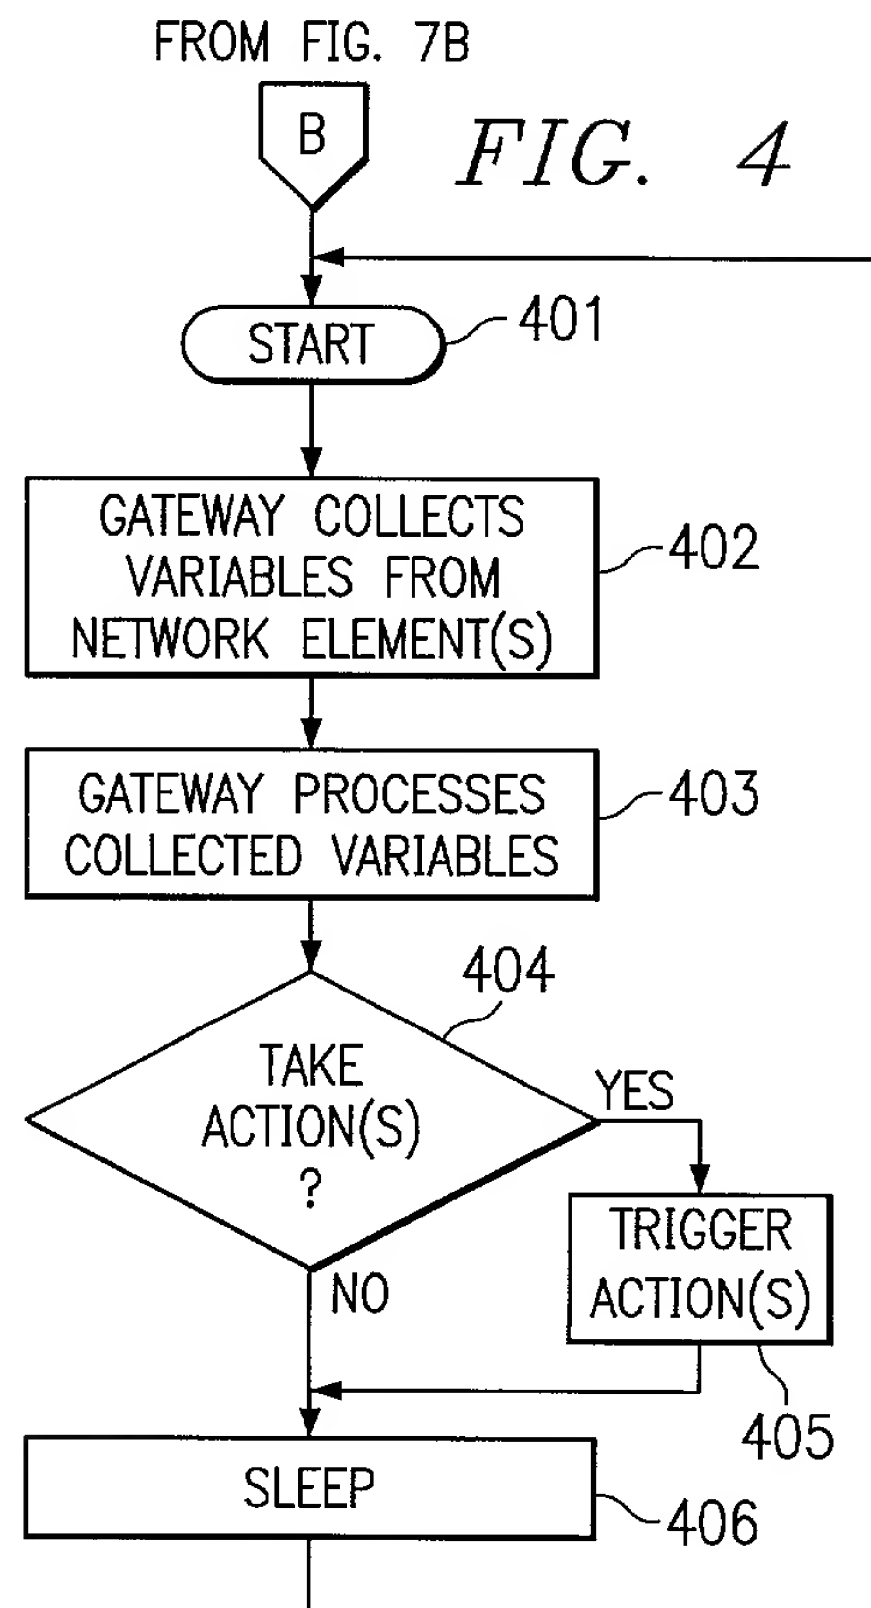 FROM FIG. 7B
B
FIG. 4
START
401
GATEWAY COLLECTS
VARIABLES FROM
NETWORK ELEMENT(S)
402
GATEWAY PROCESSES
COLLECTED VARIABLES
403
404
TAKE
ACTION(S)
?
YES
NO
TRIGGER
ACTION(S)
405
SLEEP
406